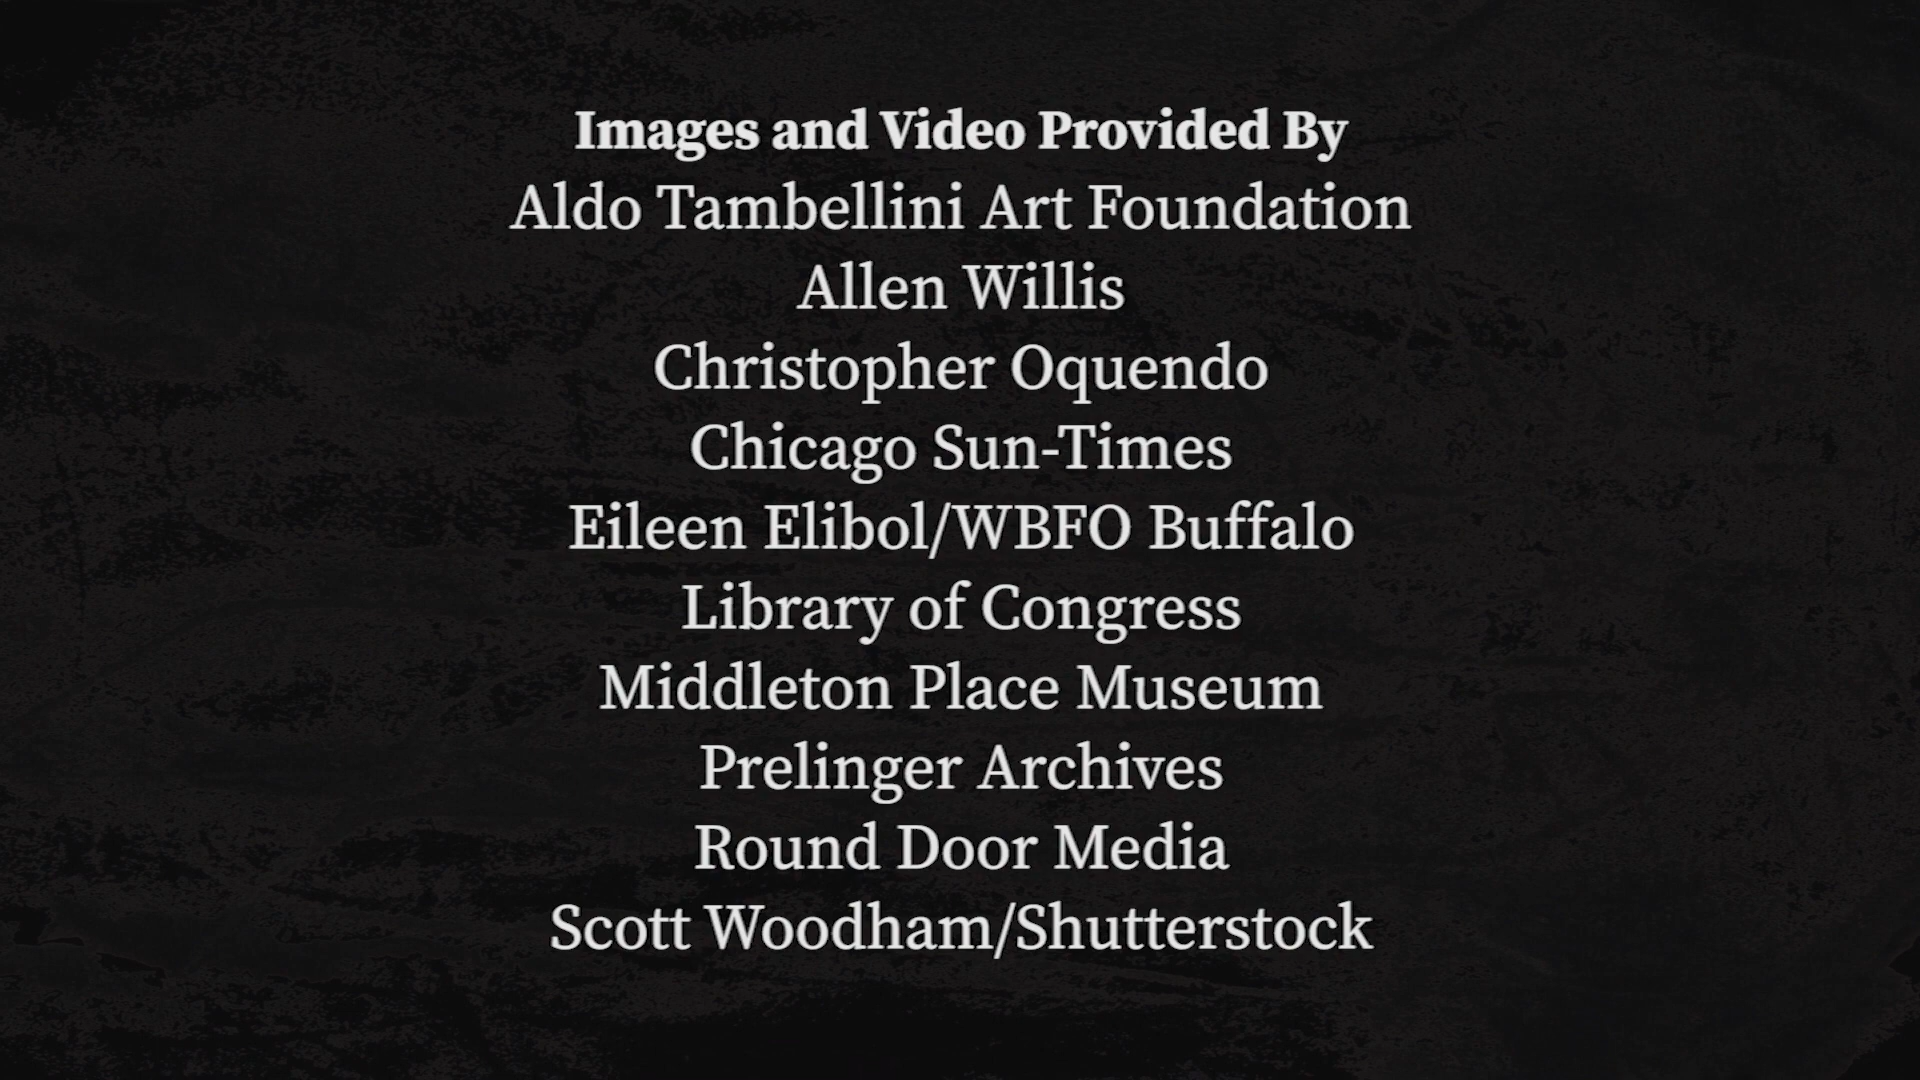 Images and Video Provided By
Aldo Tambellini Art Foundation
Allen Willis
Christopher Oquendo
Chicago Sun-Times
Eileen Elibol/WBFO Buffalo
Library of Congress
Middleton Place Museum
Prelinger Archives
Round Door Media
Scott Woodham/Shutterstock